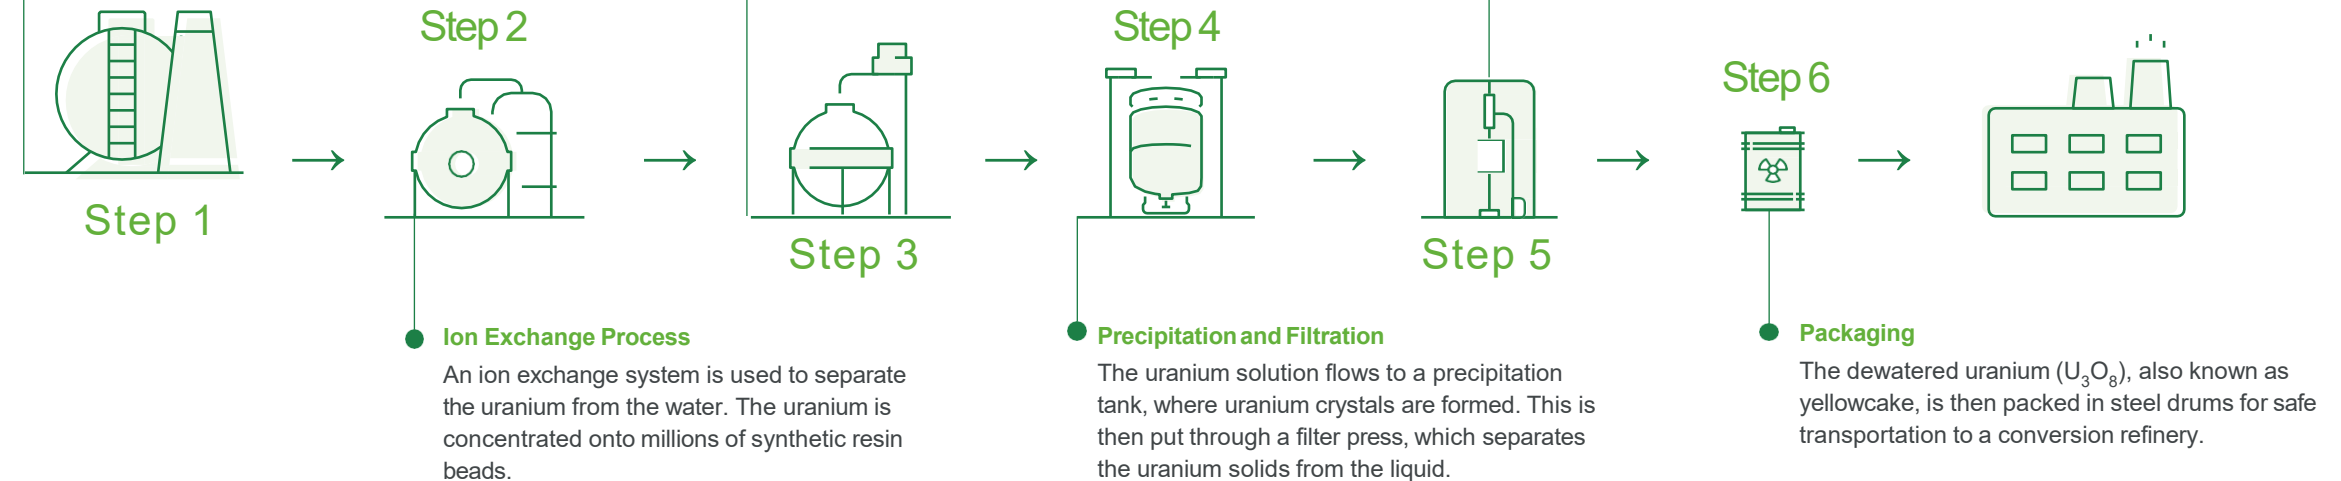 Step 1
Step 2
Step 3
Step 4
Step 5
Step 6
Ion Exchange Process
An ion exchange system is used to separate
the uranium from the water. The uranium is
concentrated onto millions of synthetic resin
beads.
Precipitation and Filtration
The uranium solution flows to a precipitation
tank, where uranium crystals are formed. This is
then put through a filter press, which separates
the uranium solids from the liquid.
Packaging
The dewatered uranium (U₃O₈), also known as
yellowcake, is then packed in steel drums for safe
transportation to a conversion refinery.